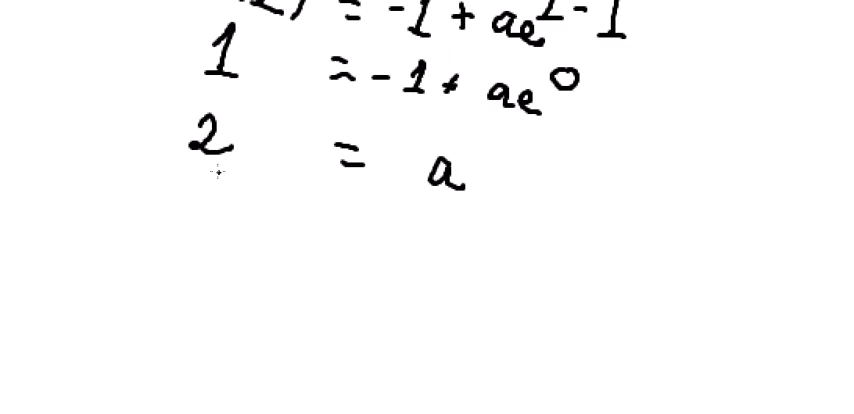 ) = -1 + ae^1-1
1 = -1 + ae^0
2 = a